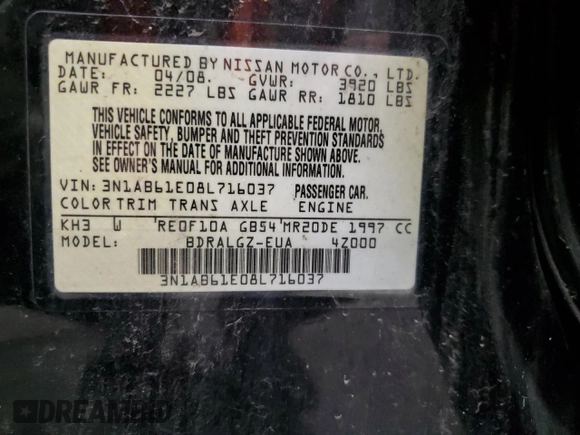 MANUFACTURED BY NISSAN MOTOR CO., LTD.
DATE: 04/08. GVWR: 3920 LBS
GAWR FR: 2227 LBS GAWR RR: 1810 LBS
THIS VEHICLE CONFORMS TO ALL APPLICABLE FEDERAL MOTOR,
VEHICLE SAFETY, BUMPER AND THEFT PREVENTION STANDARDS
IN EFFECT ON THE DATE OF MANUFACTURE SHOWN ABOVE.
SEE OWNER'S MANUAL FOR ADDITIONAL INFORMATION.
VIN: 3N1AB61E08L716037 PASSENGER CAR.
COLOR TRIM TRANS AXLE ENGINE
KH3 W 'RE0F10A GB54 'MR20DE 1997 CC
MODEL: BDRALGZ-EUA 4Z000
3N1AB61E08L716037
DREAMBID